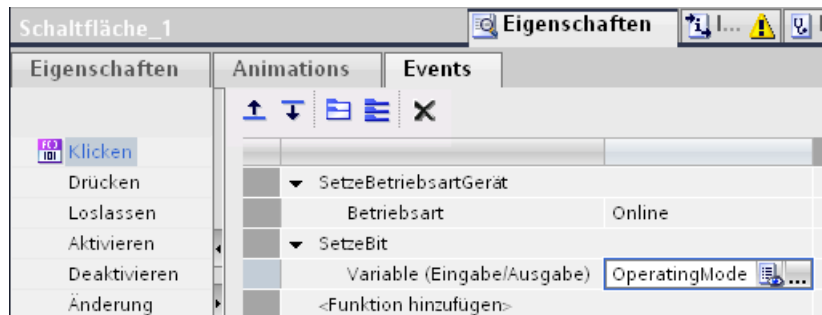 Schaltfläche_1
Eigenschaften I...
Eigenschaften Animations Events
Klicken
Drücken SetzeBetriebsartGerät
Loslassen Betriebsart Online
Aktivieren SetzeBit
Deaktivieren Variable (Eingabe/Ausgabe) OperatingMode ...
Änderung <Funktion hinzufügen>